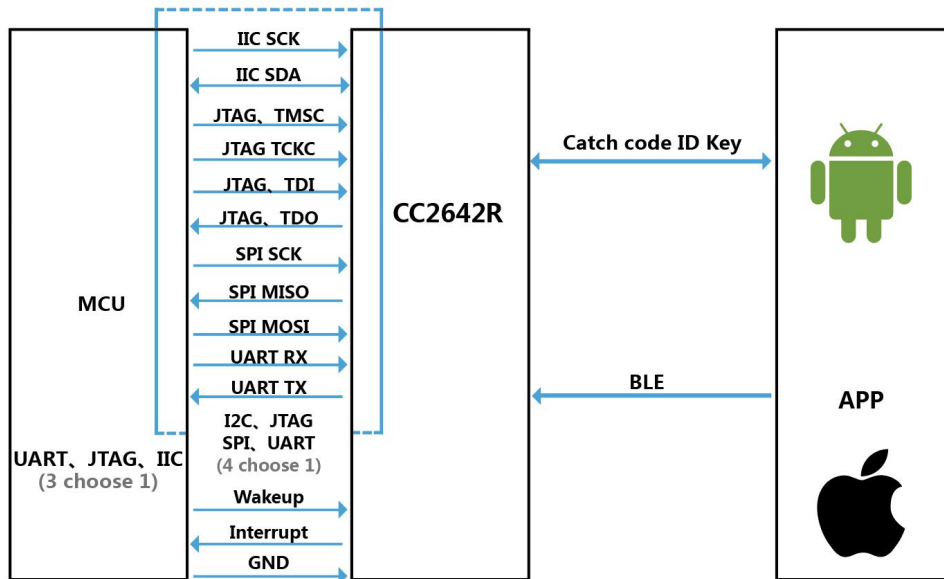 IIC SCK
IIC SDA
JTAG、TMSC
JTAG TCKC
JTAG、TDI
JTAG、TDO
SPI SCK
SPI MISO
SPI MOSI
UART RX
UART TX
I2C、JTAG
SPI、UART
(4 choose 1)
Wakeup
Interrupt
GND
MCU
UART、JTAG、IIC
(3 choose 1)
CC2642R
Catch code ID Key
BLE
APP